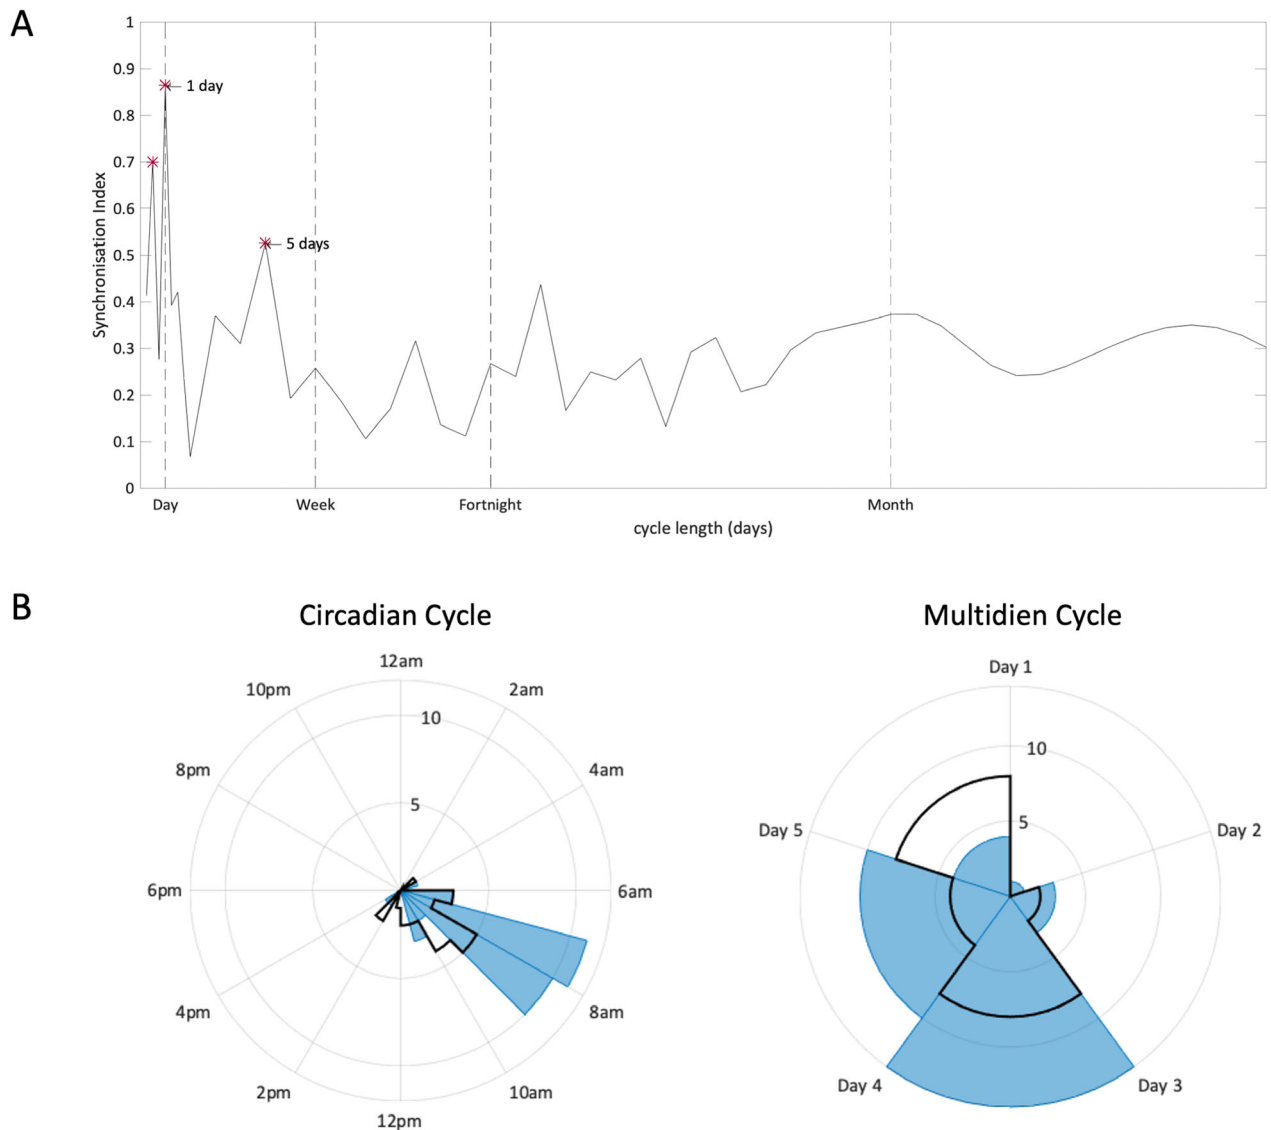 A
Synchronisation Index
1
0.9
0.8
0.7
0.6
0.5
0.4
0.3
0.2
0.1
0
1 day
5 days
Day Week Fortnight Month
cycle length (days)
B
Circadian Cycle
12am
2am
4am
6am
8am
10am
12pm
2pm
4pm
6pm
8pm
10pm
10
5
Multidien Cycle
Day 1
Day 2
Day 3
Day 4
Day 5
10
5